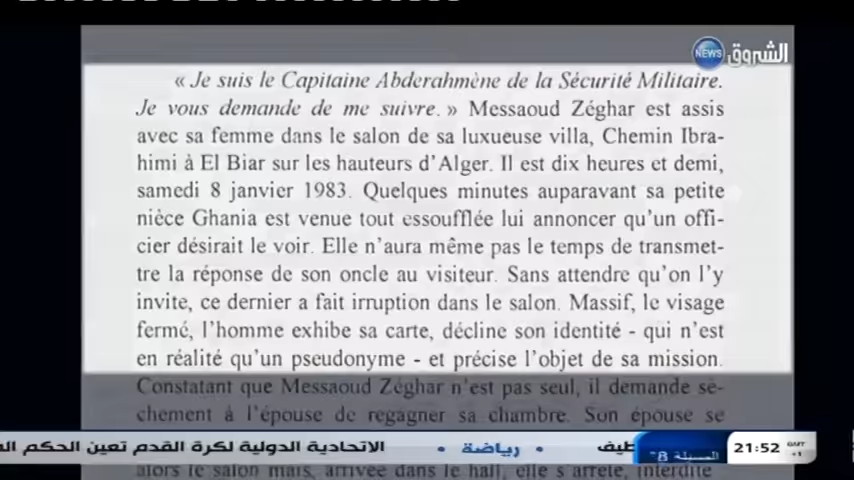 NEWS الشروق
« Je suis le Capitaine Abderahmène de la Sécurité Militaire.
Je vous demande de me suivre. » Messaoud Zéghar est assis
avec sa femme dans le salon de sa luxueuse villa, Chemin Ibra-
himi à El Biar sur les hauteurs d’Alger. Il est dix heures et demi,
samedi 8 janvier 1983. Quelques minutes auparavant sa petite
nièce Ghania est venue tout essoufflée lui annoncer qu’un offi-
cier désirait le voir. Elle n’aura même pas le temps de transmet-
tre la réponse de son oncle au visiteur. Sans attendre qu’on l’y
invite, ce dernier a fait irruption dans le salon. Massif, le visage
fermé, l’homme exhibe sa carte, décline son identité - qui n’est
en réalité qu’un pseudonyme - et précise l’objet de sa mission.
Constatant que Messaoud Zéghar n’est pas seul, il demande sè-
chement à l’épouse de regagner sa chambre. Son épouse se
رياضة • الاتحادية الدولية لكرة القدم تعين الحكم
المسيلة 8°
21:52 GMT +1
alors le salon mais, arrivée dans le hall, elle s’arrête, interdite